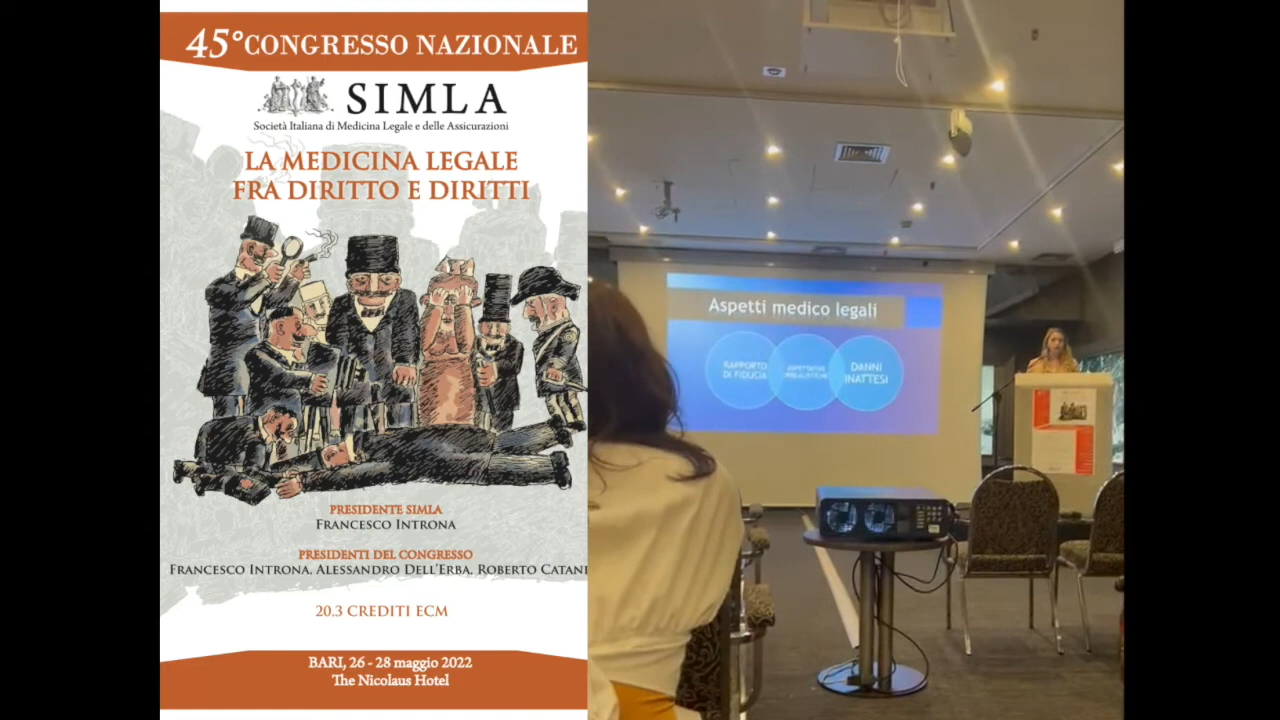 45° CONGRESSO NAZIONALE
SIMLA
Società Italiana di Medicina Legale e delle Assicurazioni
LA MEDICINA LEGALE
FRA DIRITTO E DIRITTI
PRESIDENTE SIMLA
FRANCESCO INTRONA
PRESIDENTI DEL CONGRESSO
FRANCESCO INTRONA, ALESSANDRO DELL'ERBA, ROBERTO CATANI
20.3 CREDITI ECM
BARI, 26 - 28 maggio 2022
The Nicolaus Hotel
Aspetti medico legali
RAPPORTO
DI FIDUCIA
ASPETTATIVE
IRREALISTICHE
DANNI
INATTESI